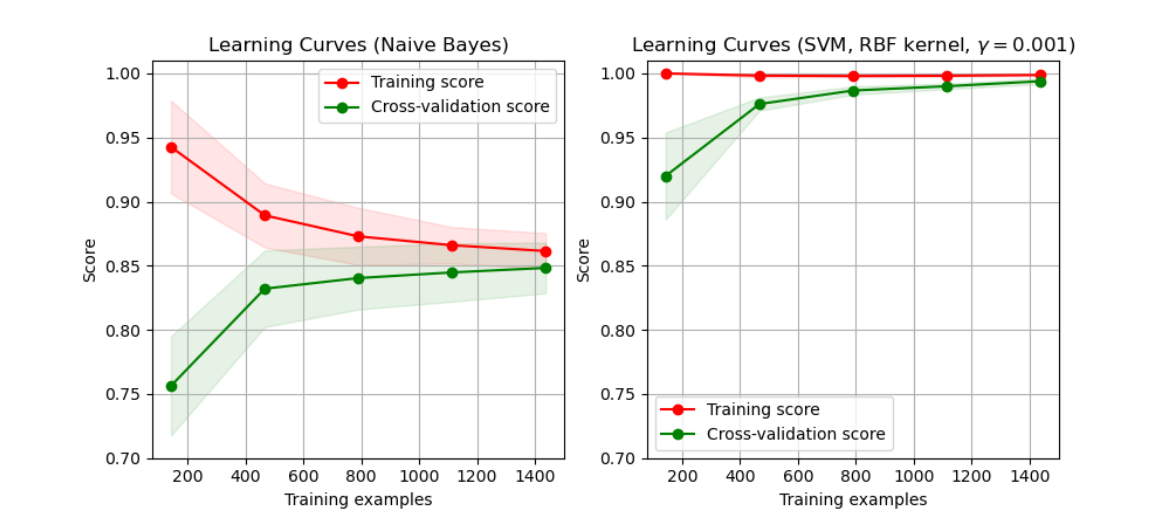 Learning Curves (Naive Bayes)
1.00
0.95
0.90
0.85
0.80
0.75
0.70
Score
Training score
Cross-validation score
200 400 600 800 1000 1200 1400
Training examples
Learning Curves (SVM, RBF kernel, γ = 0.001)
1.00
0.95
0.90
0.85
0.80
0.75
0.70
Score
Training score
Cross-validation score
200 400 600 800 1000 1200 1400
Training examples